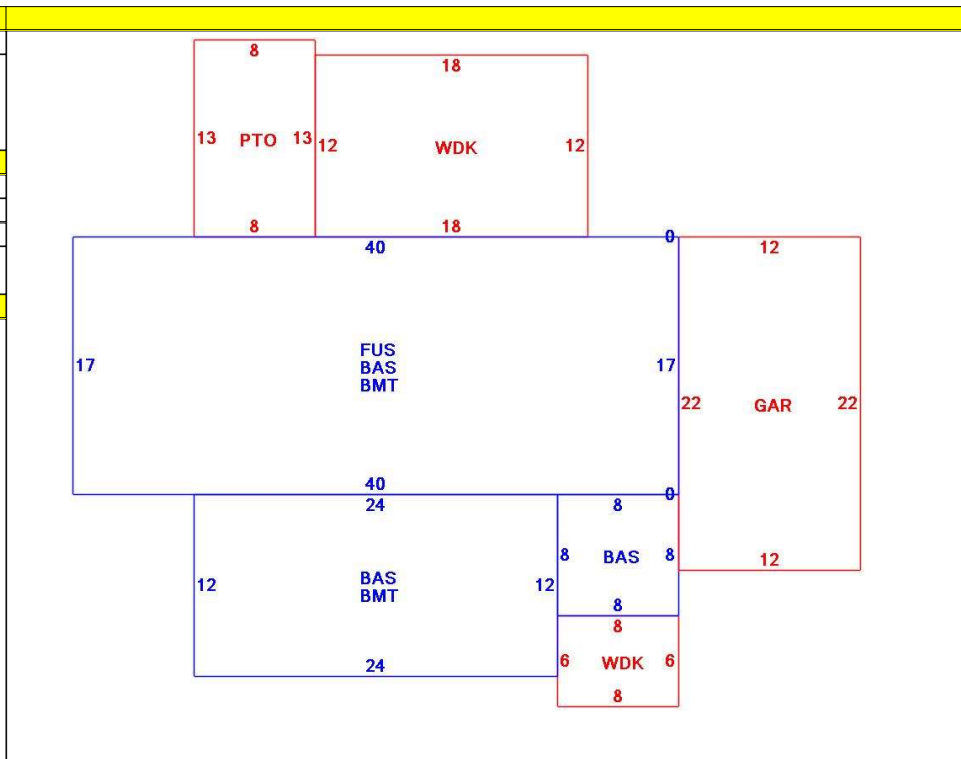 8
18
13 PTO 13
12 WDK 12
8
18
40
0
12
FUS
BAS
BMT
17
17
22 GAR 22
40
0
24
8
8 BAS 8
12
BAS
BMT
12
12
8
8
6 WDK 6
24
8